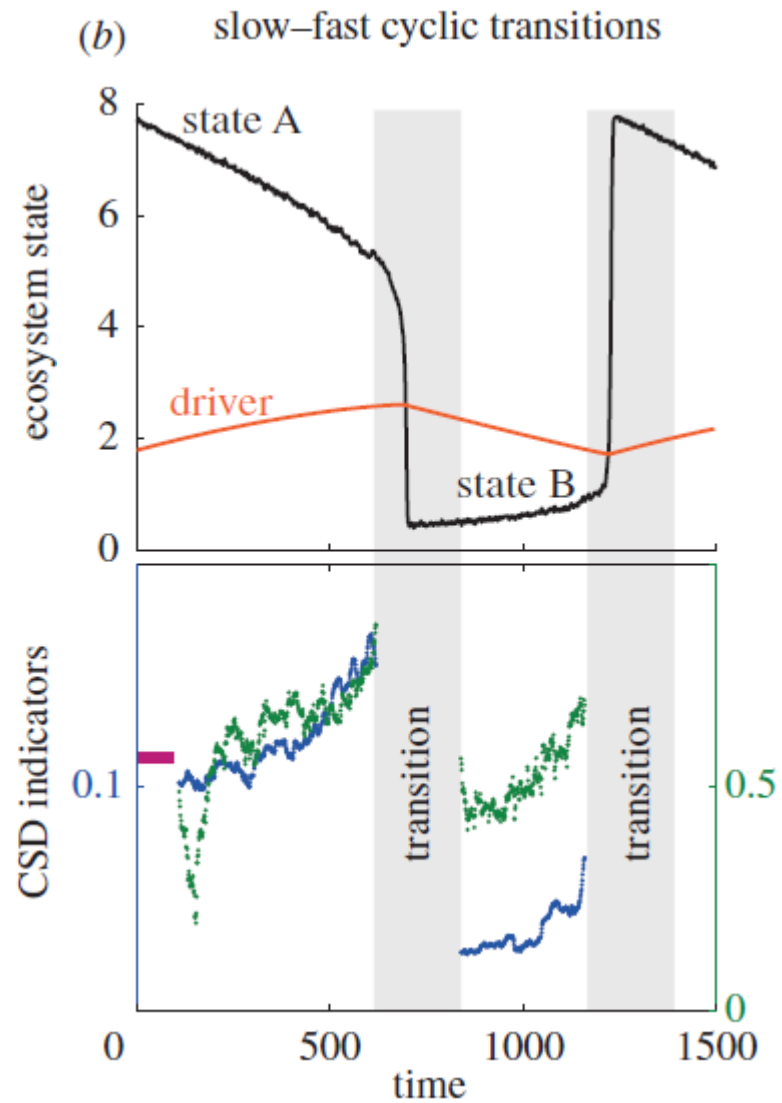 (b) slow–fast cyclic transitions
8
state A
6
ecosystem state
4
driver
2
state B
0
CSD indicators
transition
transition
0.1
0.5
0
0 500 1000 1500
time